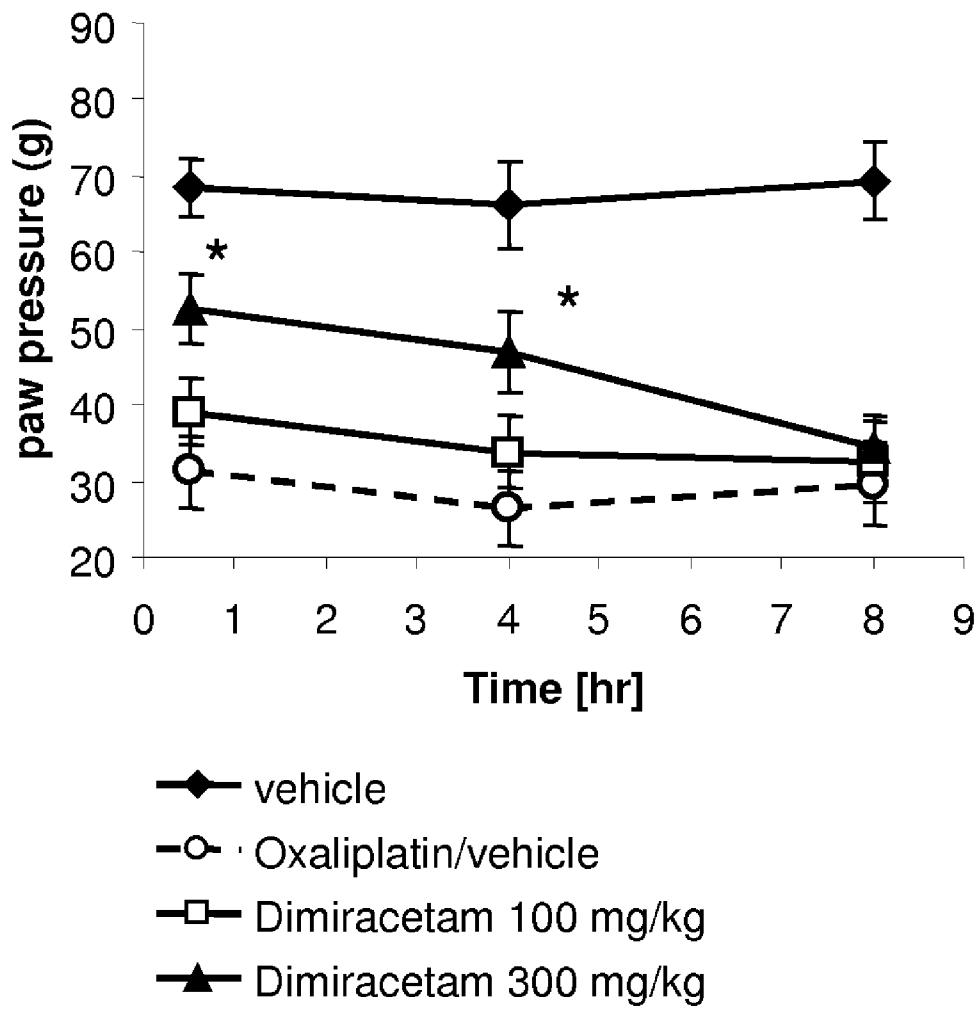 90
80
70
60
50
40
30
20
paw pressure (g)
*
*
0 1 2 3 4 5 6 7 8 9
Time [hr]
vehicle
Oxaliplatin/vehicle
Dimiracetam 100 mg/kg
Dimiracetam 300 mg/kg